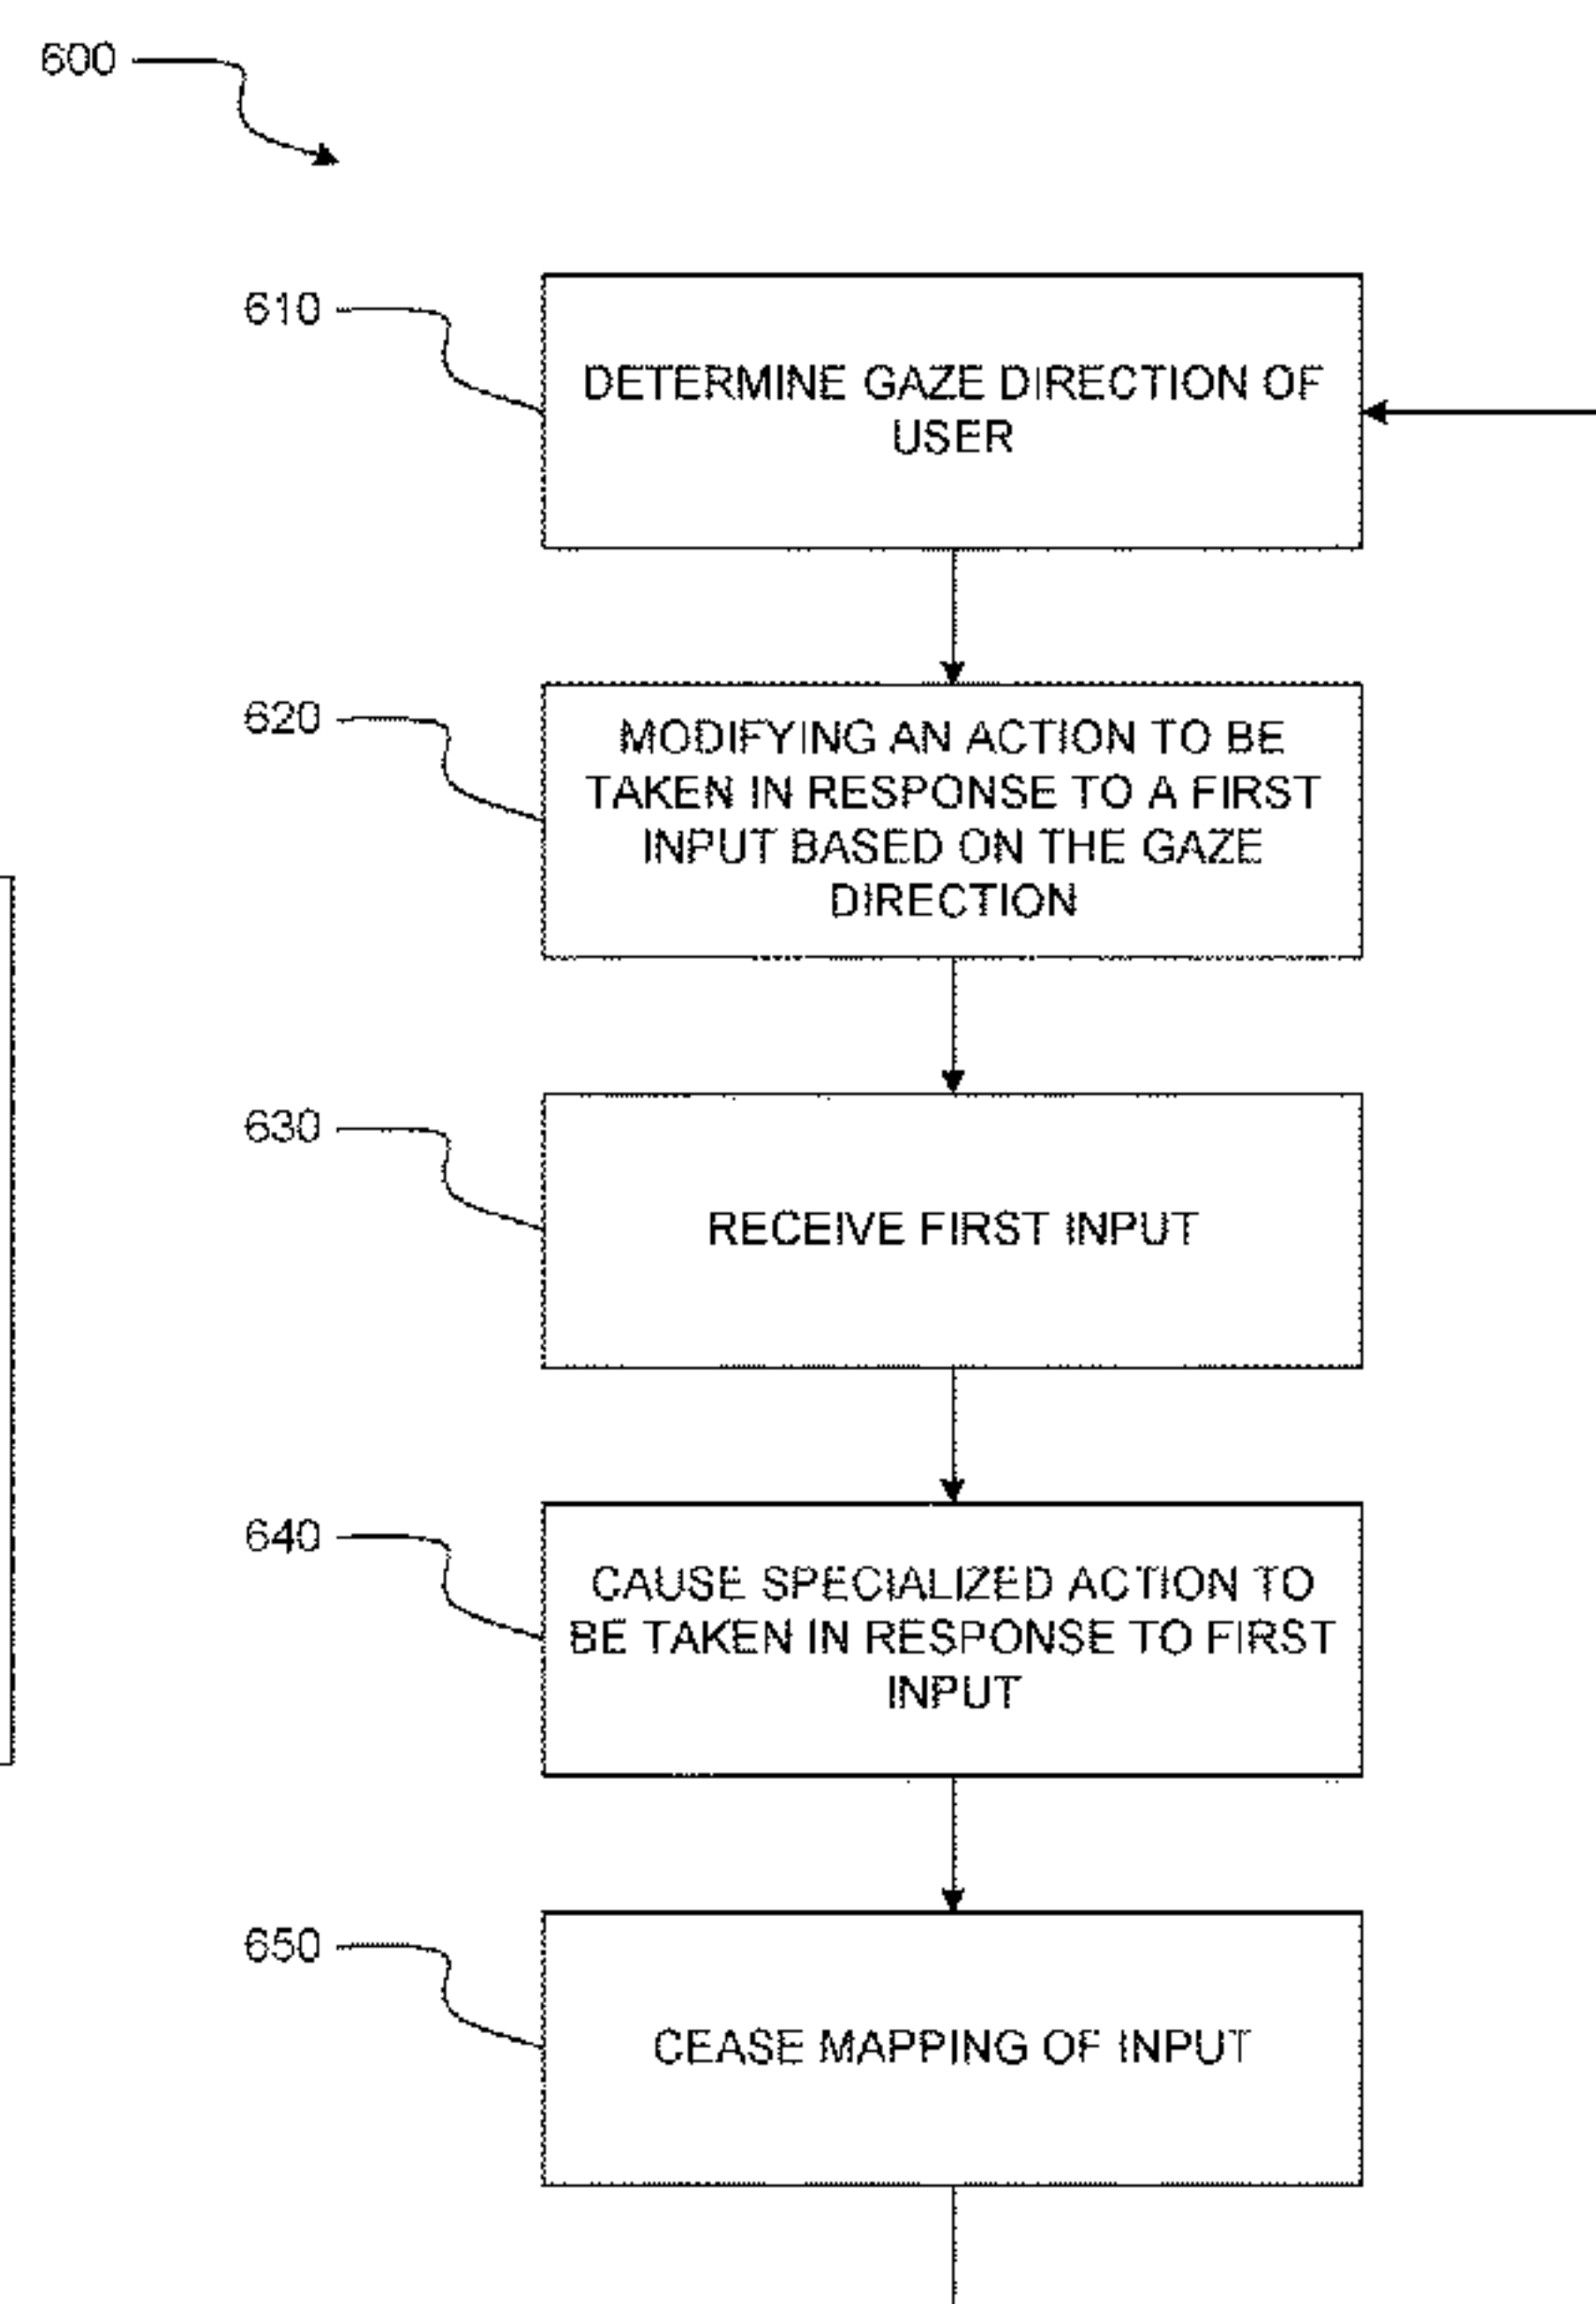 600
610
DETERMINE GAZE DIRECTION OF
USER
620
MODIFYING AN ACTION TO BE
TAKEN IN RESPONSE TO A FIRST
INPUT BASED ON THE GAZE
DIRECTION
630
RECEIVE FIRST INPUT
640
CAUSE SPECIALIZED ACTION TO
BE TAKEN IN RESPONSE TO FIRST
INPUT
650
CEASE MAPPING OF INPUT